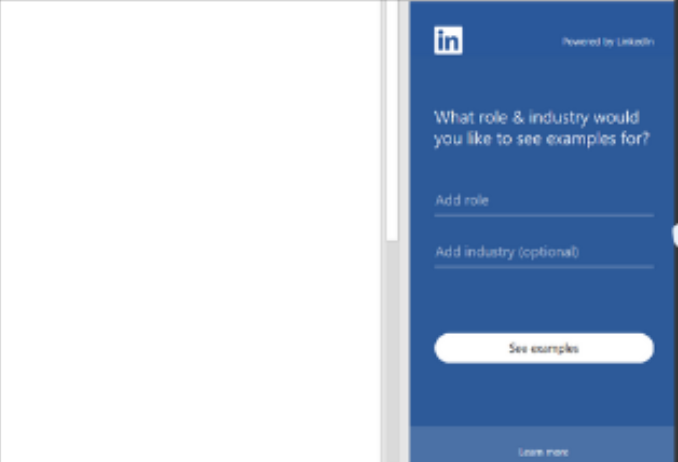 in
Powered by LinkedIn
What role & industry would
you like to see examples for?
Add role
Add industry (optional)
See examples
Learn more